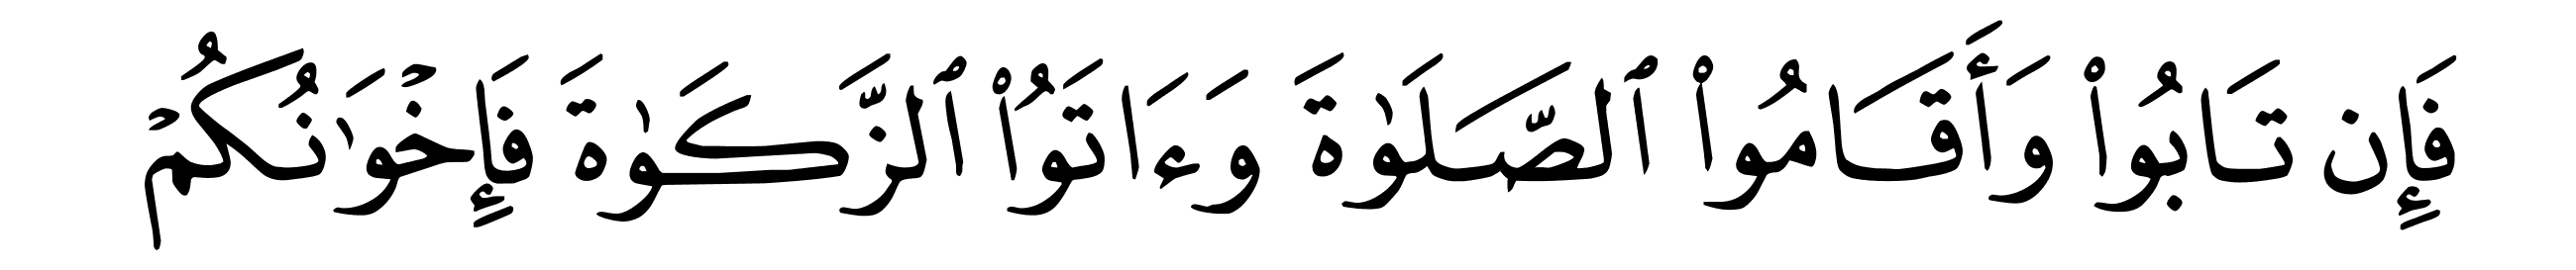 فَإِن تَابُوا۟ وَأَقَامُوا۟ ٱلصَّلَوٰةَ وَءَاتَوُا۟ ٱلزَّكَوٰةَ فَإِخْوَٰنُكُمْ